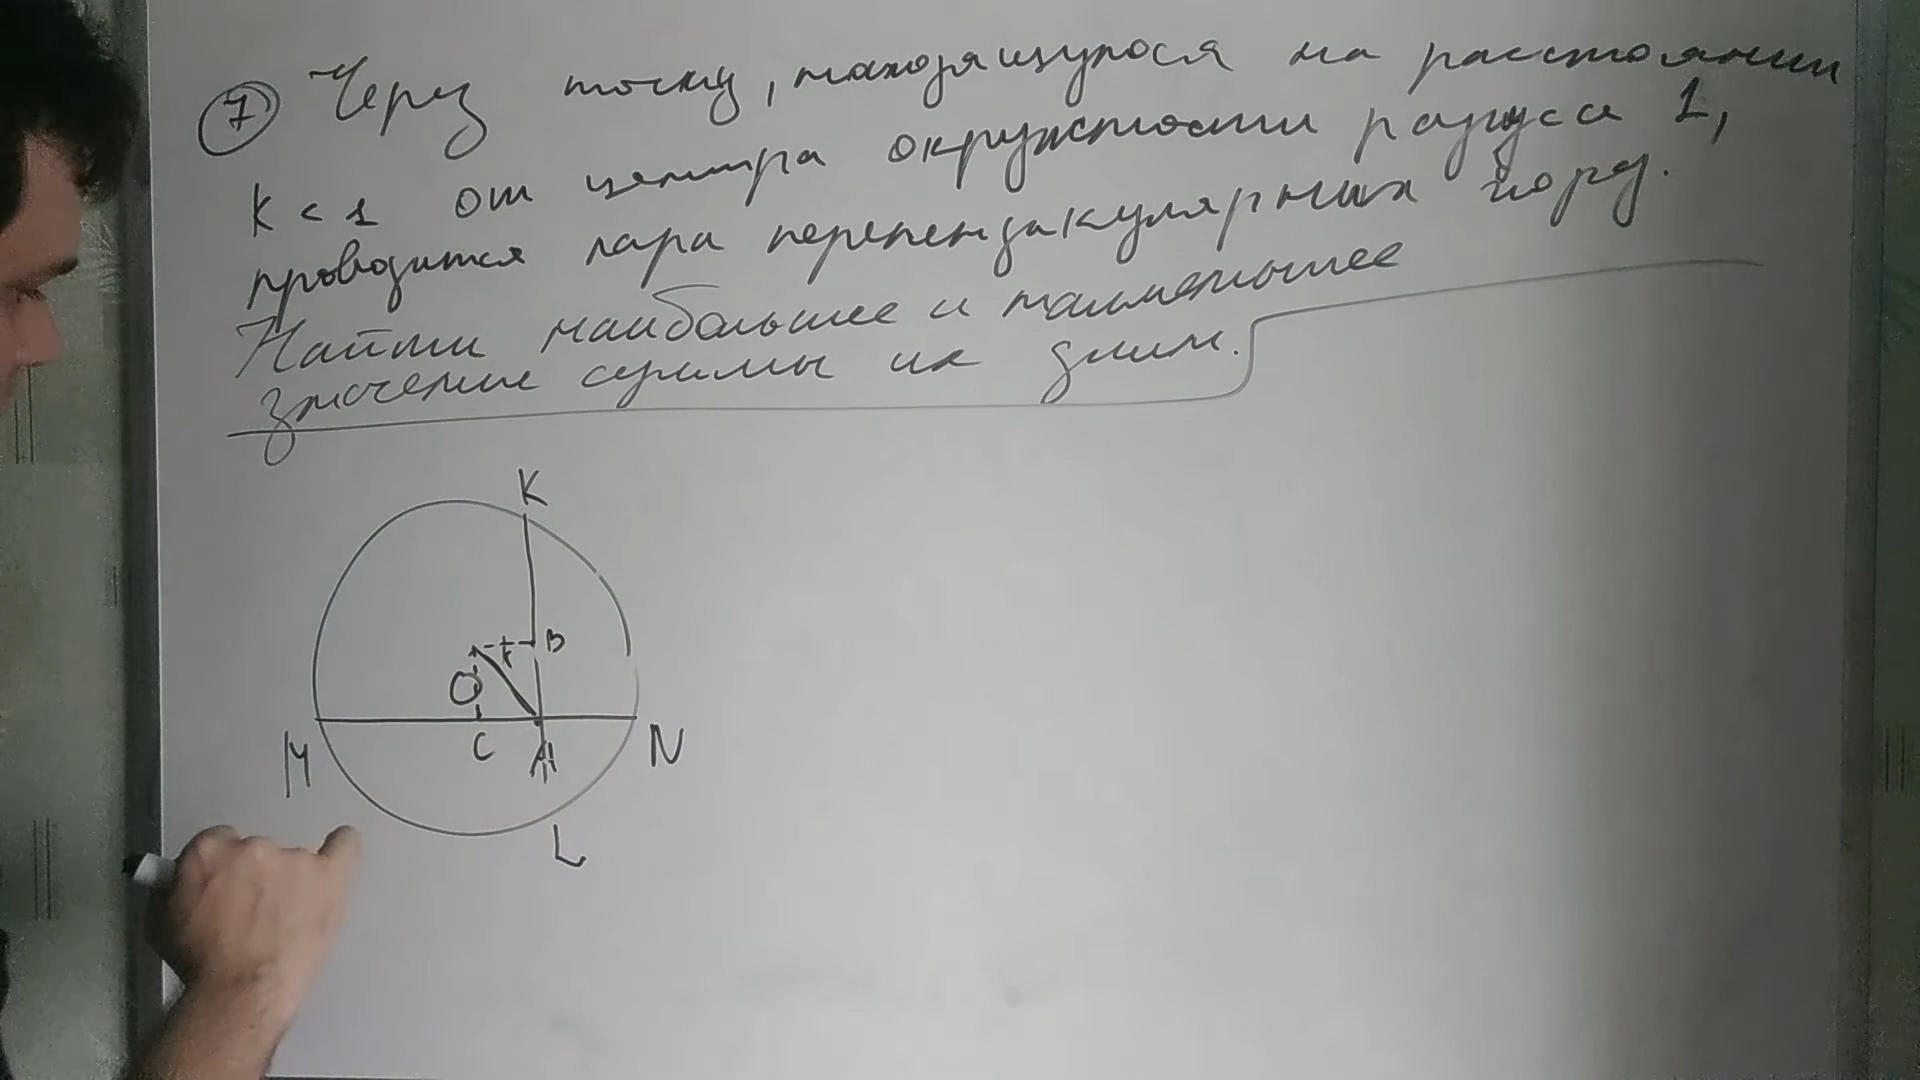 7 Через точку, находящуюся на расстоянии
K < 1 от центра окружности радиуса 1,
проводится пара перпендикулярных хорд.
Найти наибольшее и наименьшее
значение суммы их длин.
K
k B
O
M C A N
L